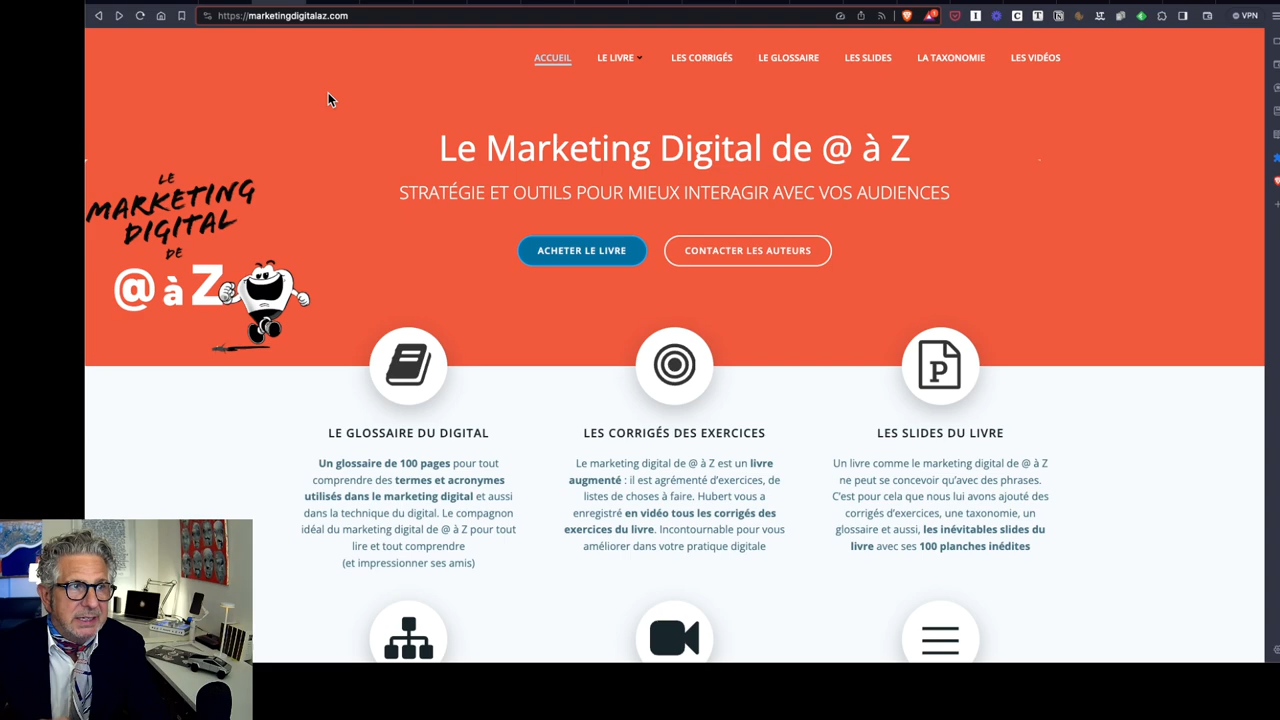 https://marketingdigitalaz.com
VPN
ACCUEIL LE LIVRE LES CORRIGÉS LE GLOSSAIRE LES SLIDES LA TAXONOMIE LES VIDÉOS
Le Marketing Digital de @ à Z
STRATÉGIE ET OUTILS POUR MIEUX INTERAGIR AVEC VOS AUDIENCES
ACHETER LE LIVRE CONTACTER LES AUTEURS
LE
MARKETING
DIGITAL
DE
@ à Z
LE GLOSSAIRE DU DIGITAL
Un glossaire de 100 pages pour tout
comprendre des termes et acronymes
utilisés dans le marketing digital et aussi
dans la technique du digital. Le compagnon
idéal du marketing digital de @ à Z pour tout
lire et tout comprendre
(et impressionner ses amis)
LES CORRIGÉS DES EXERCICES
Le marketing digital de @ à Z est un livre
augmenté : il est agrémenté d'exercices, de
listes de choses à faire. Hubert vous a
enregistré en vidéo tous les corrigés des
exercices du livre. Incontournable pour vous
améliorer dans votre pratique digitale
P
LES SLIDES DU LIVRE
Un livre comme le marketing digital de @ à Z
ne peut se concevoir qu'avec des phrases.
C'est pour cela que nous lui avons ajouté des
corrigés d'exercices, une taxonomie, un
glossaire et aussi, les inévitables slides du
livre avec ses 100 planches inédites